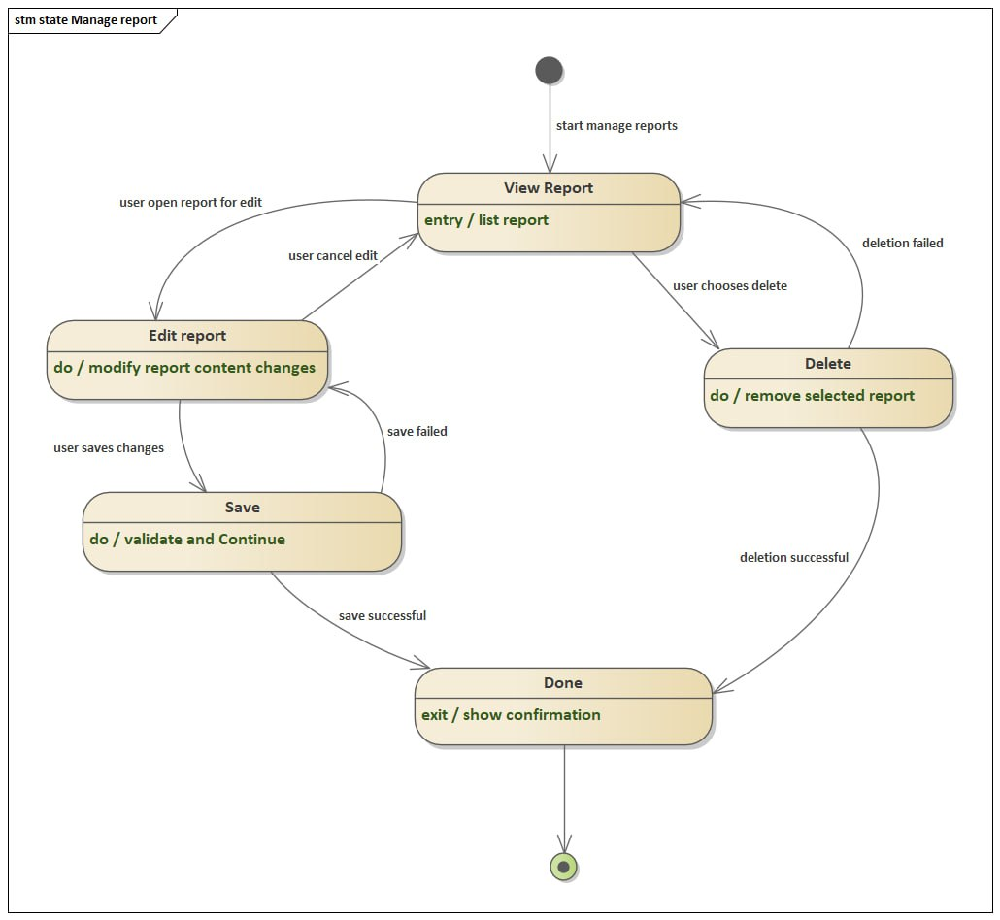 stm state Manage report
start manage reports
View Report
entry / list report
user open report for edit
user cancel edit
deletion failed
user chooses delete
Edit report
do / modify report content changes
Delete
do / remove selected report
save failed
user saves changes
Save
do / validate and Continue
deletion successful
save successful
Done
exit / show confirmation